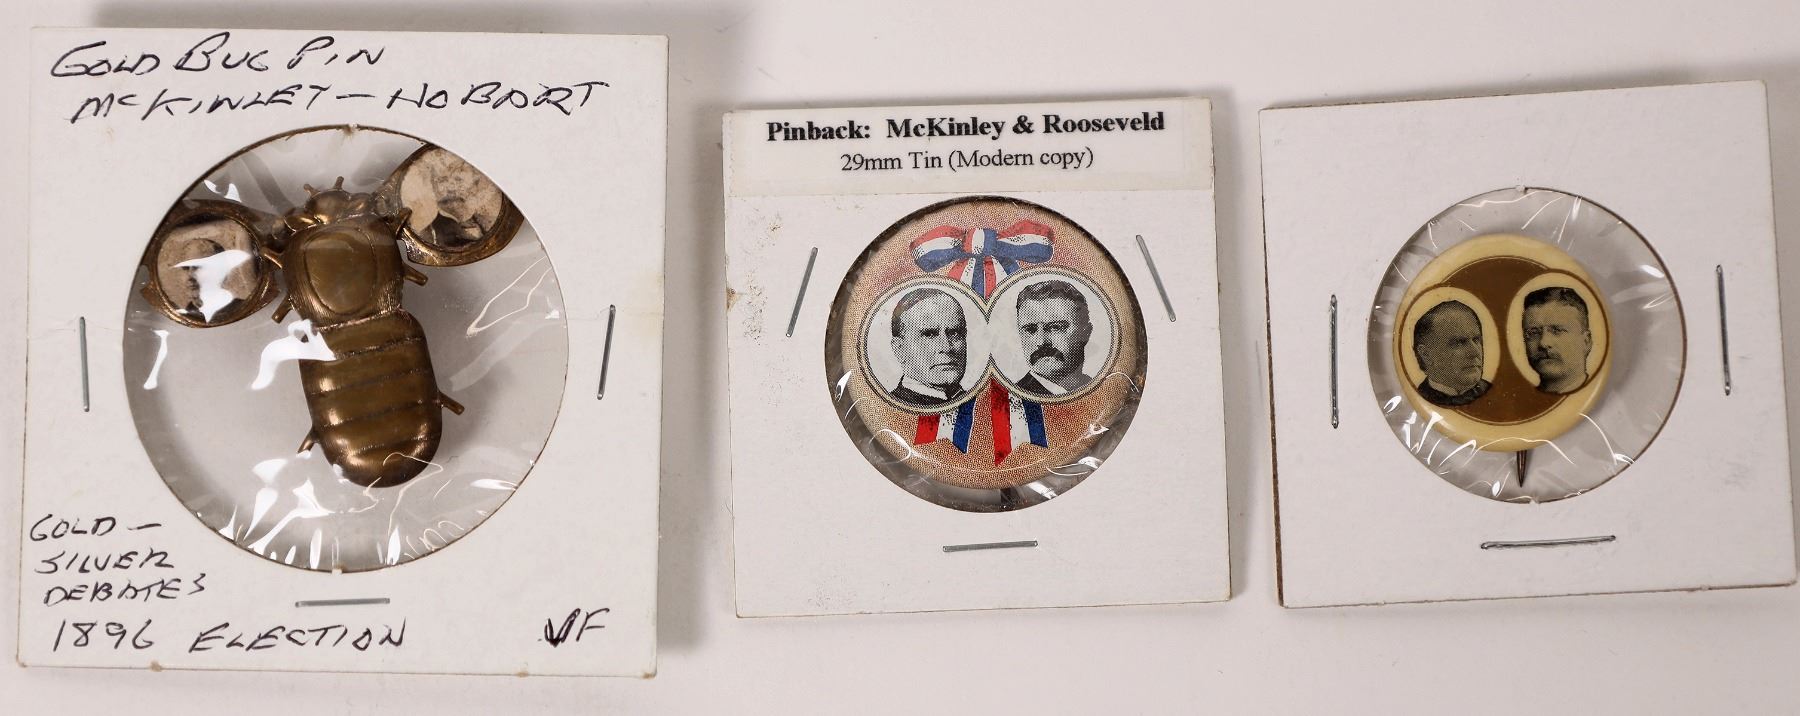 GOLD BUG PIN
McKINLEY - HOBART
GOLD -
SILVER
DEBATES
1896 ELECTION
VF
Pinback: McKinley & Rooseveld
29mm Tin (Modern copy)